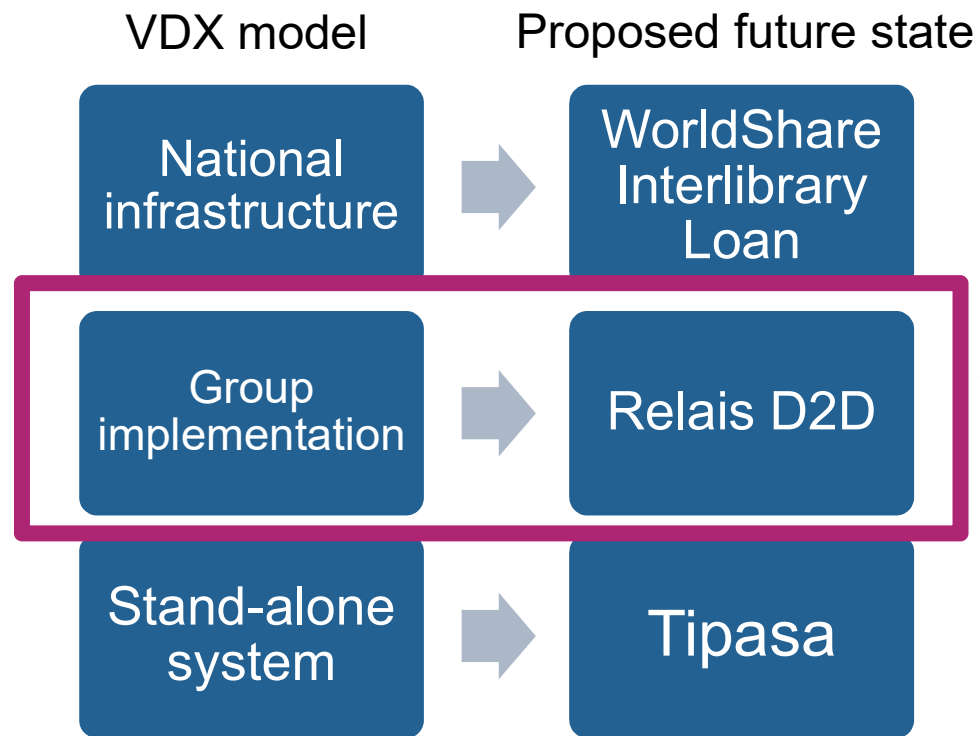 VDX model
Proposed future state
National
infrastructure
WorldShare
Interlibrary
Loan
Group
implementation
Relais D2D
Stand-alone
system
Tipasa